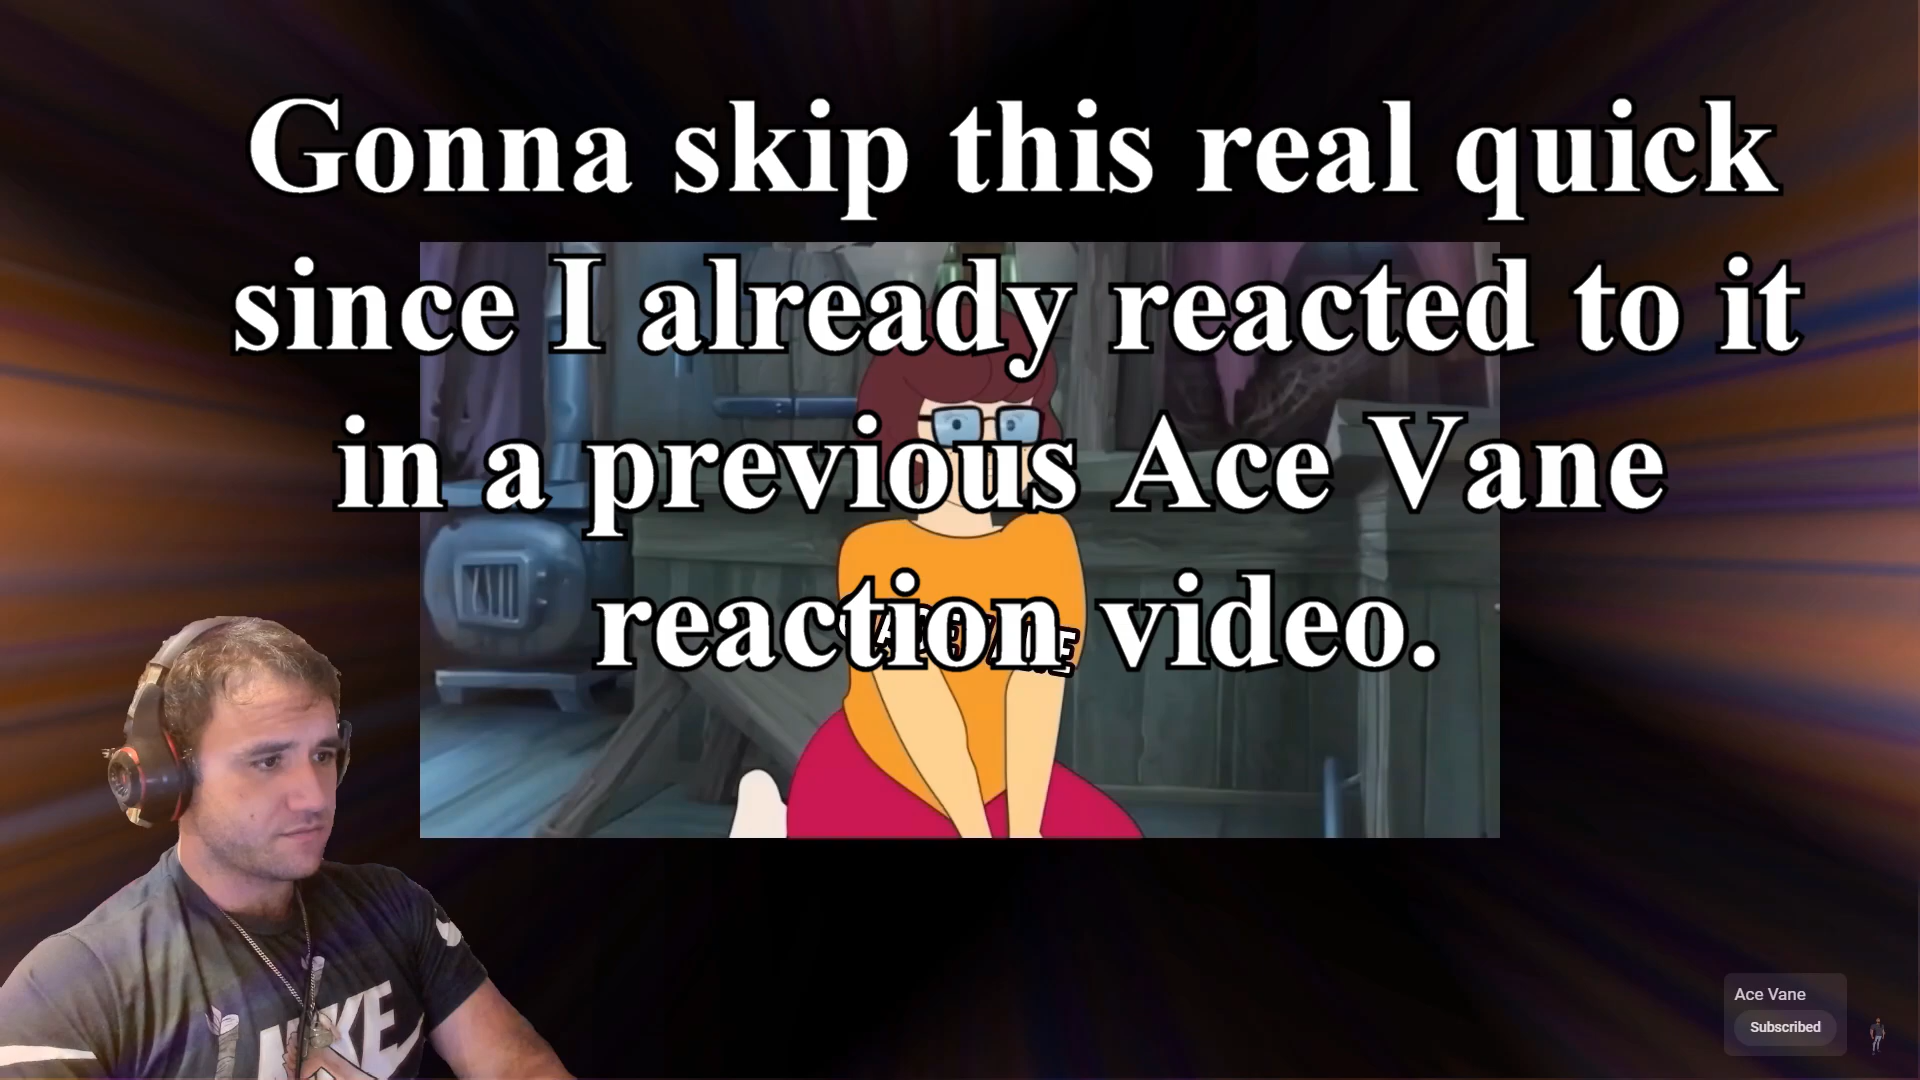 Gonna skip this real quick
since I already reacted to it
in a previous Ace Vane
reaction video.
Ace Vane
Subscribed